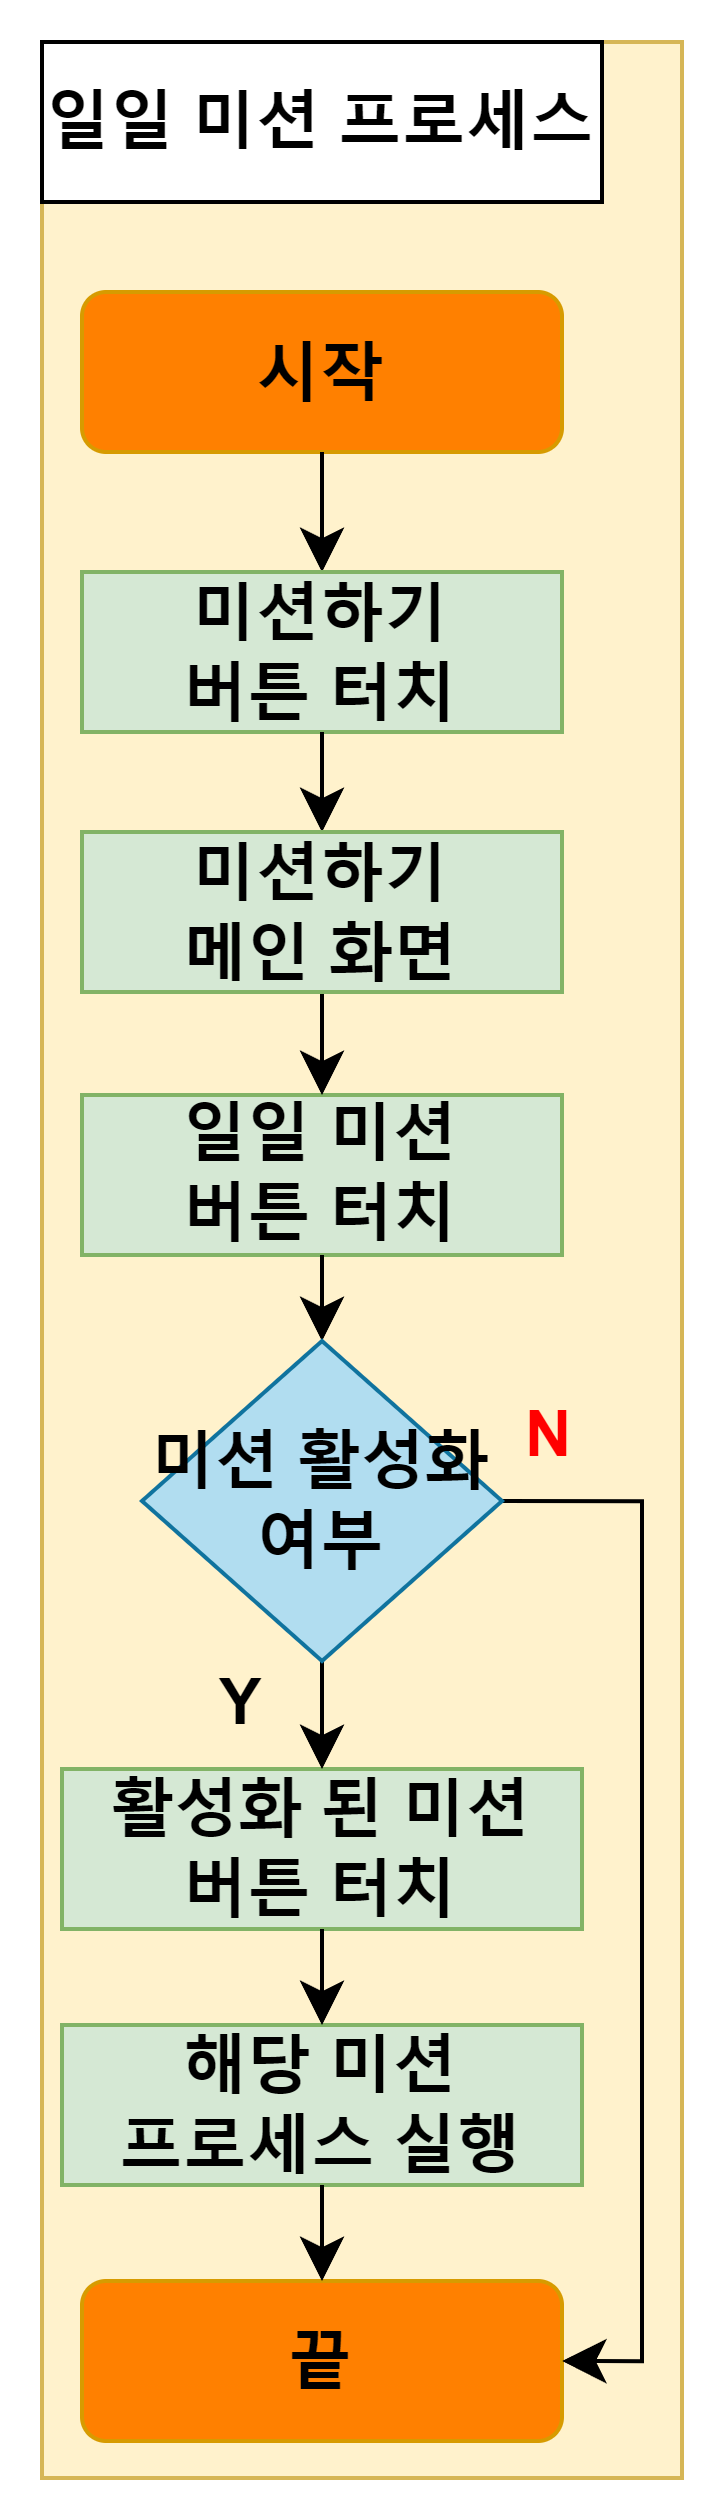 일일 미션 프로세스
시작
미션하기
버튼 터치
미션하기
메인 화면
일일 미션
버튼 터치
미션 활성화
여부
N
Y
활성화 된 미션
버튼 터치
해당 미션
프로세스 실행
끝